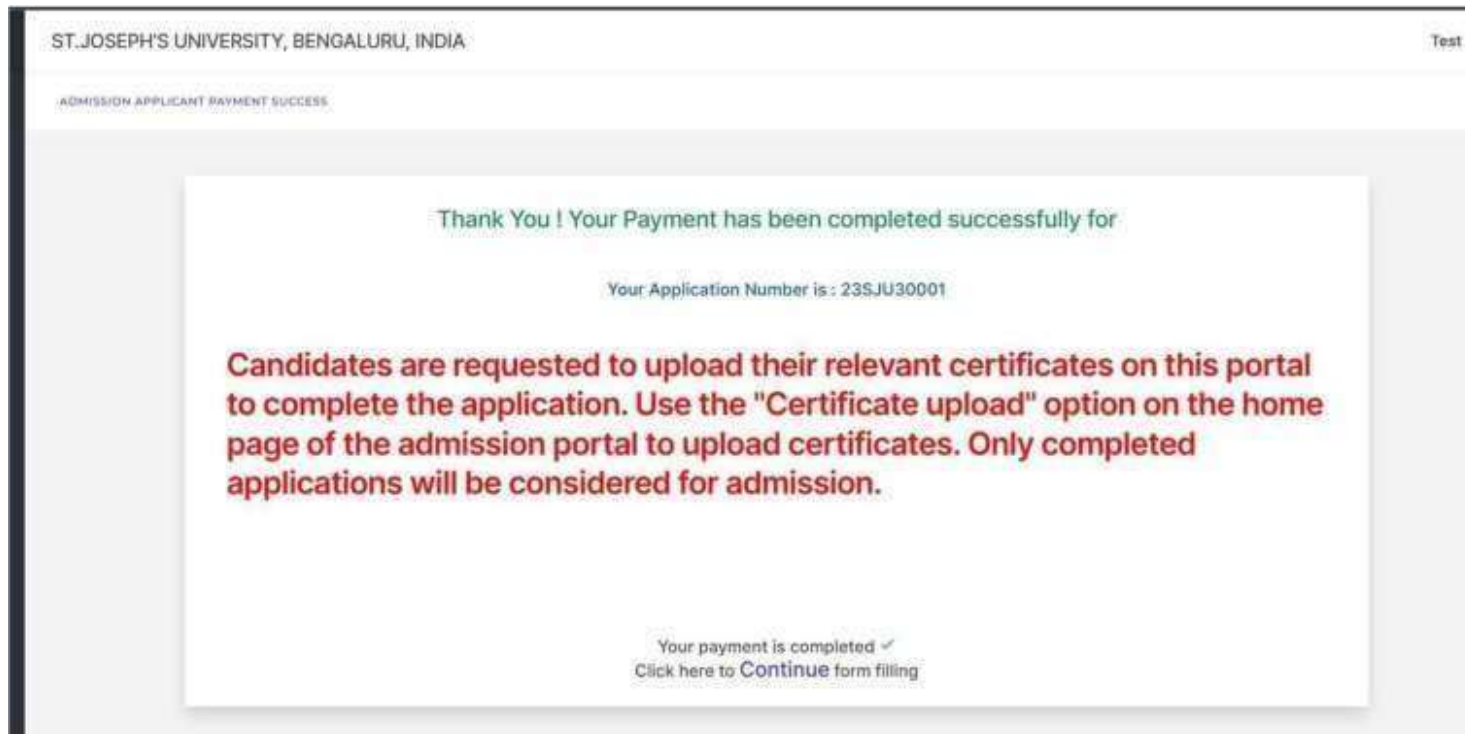 ST.JOSEPH'S UNIVERSITY, BENGALURU, INDIA
Test
ADMISSION APPLICANT PAYMENT SUCCESS
Thank You ! Your Payment has been completed successfully for
Your Application Number is : 23SJU30001
Candidates are requested to upload their relevant certificates on this portal
to complete the application. Use the "Certificate upload" option on the home
page of the admission portal to upload certificates. Only completed
applications will be considered for admission.
Your payment is completed ✓
Click here to Continue form filling